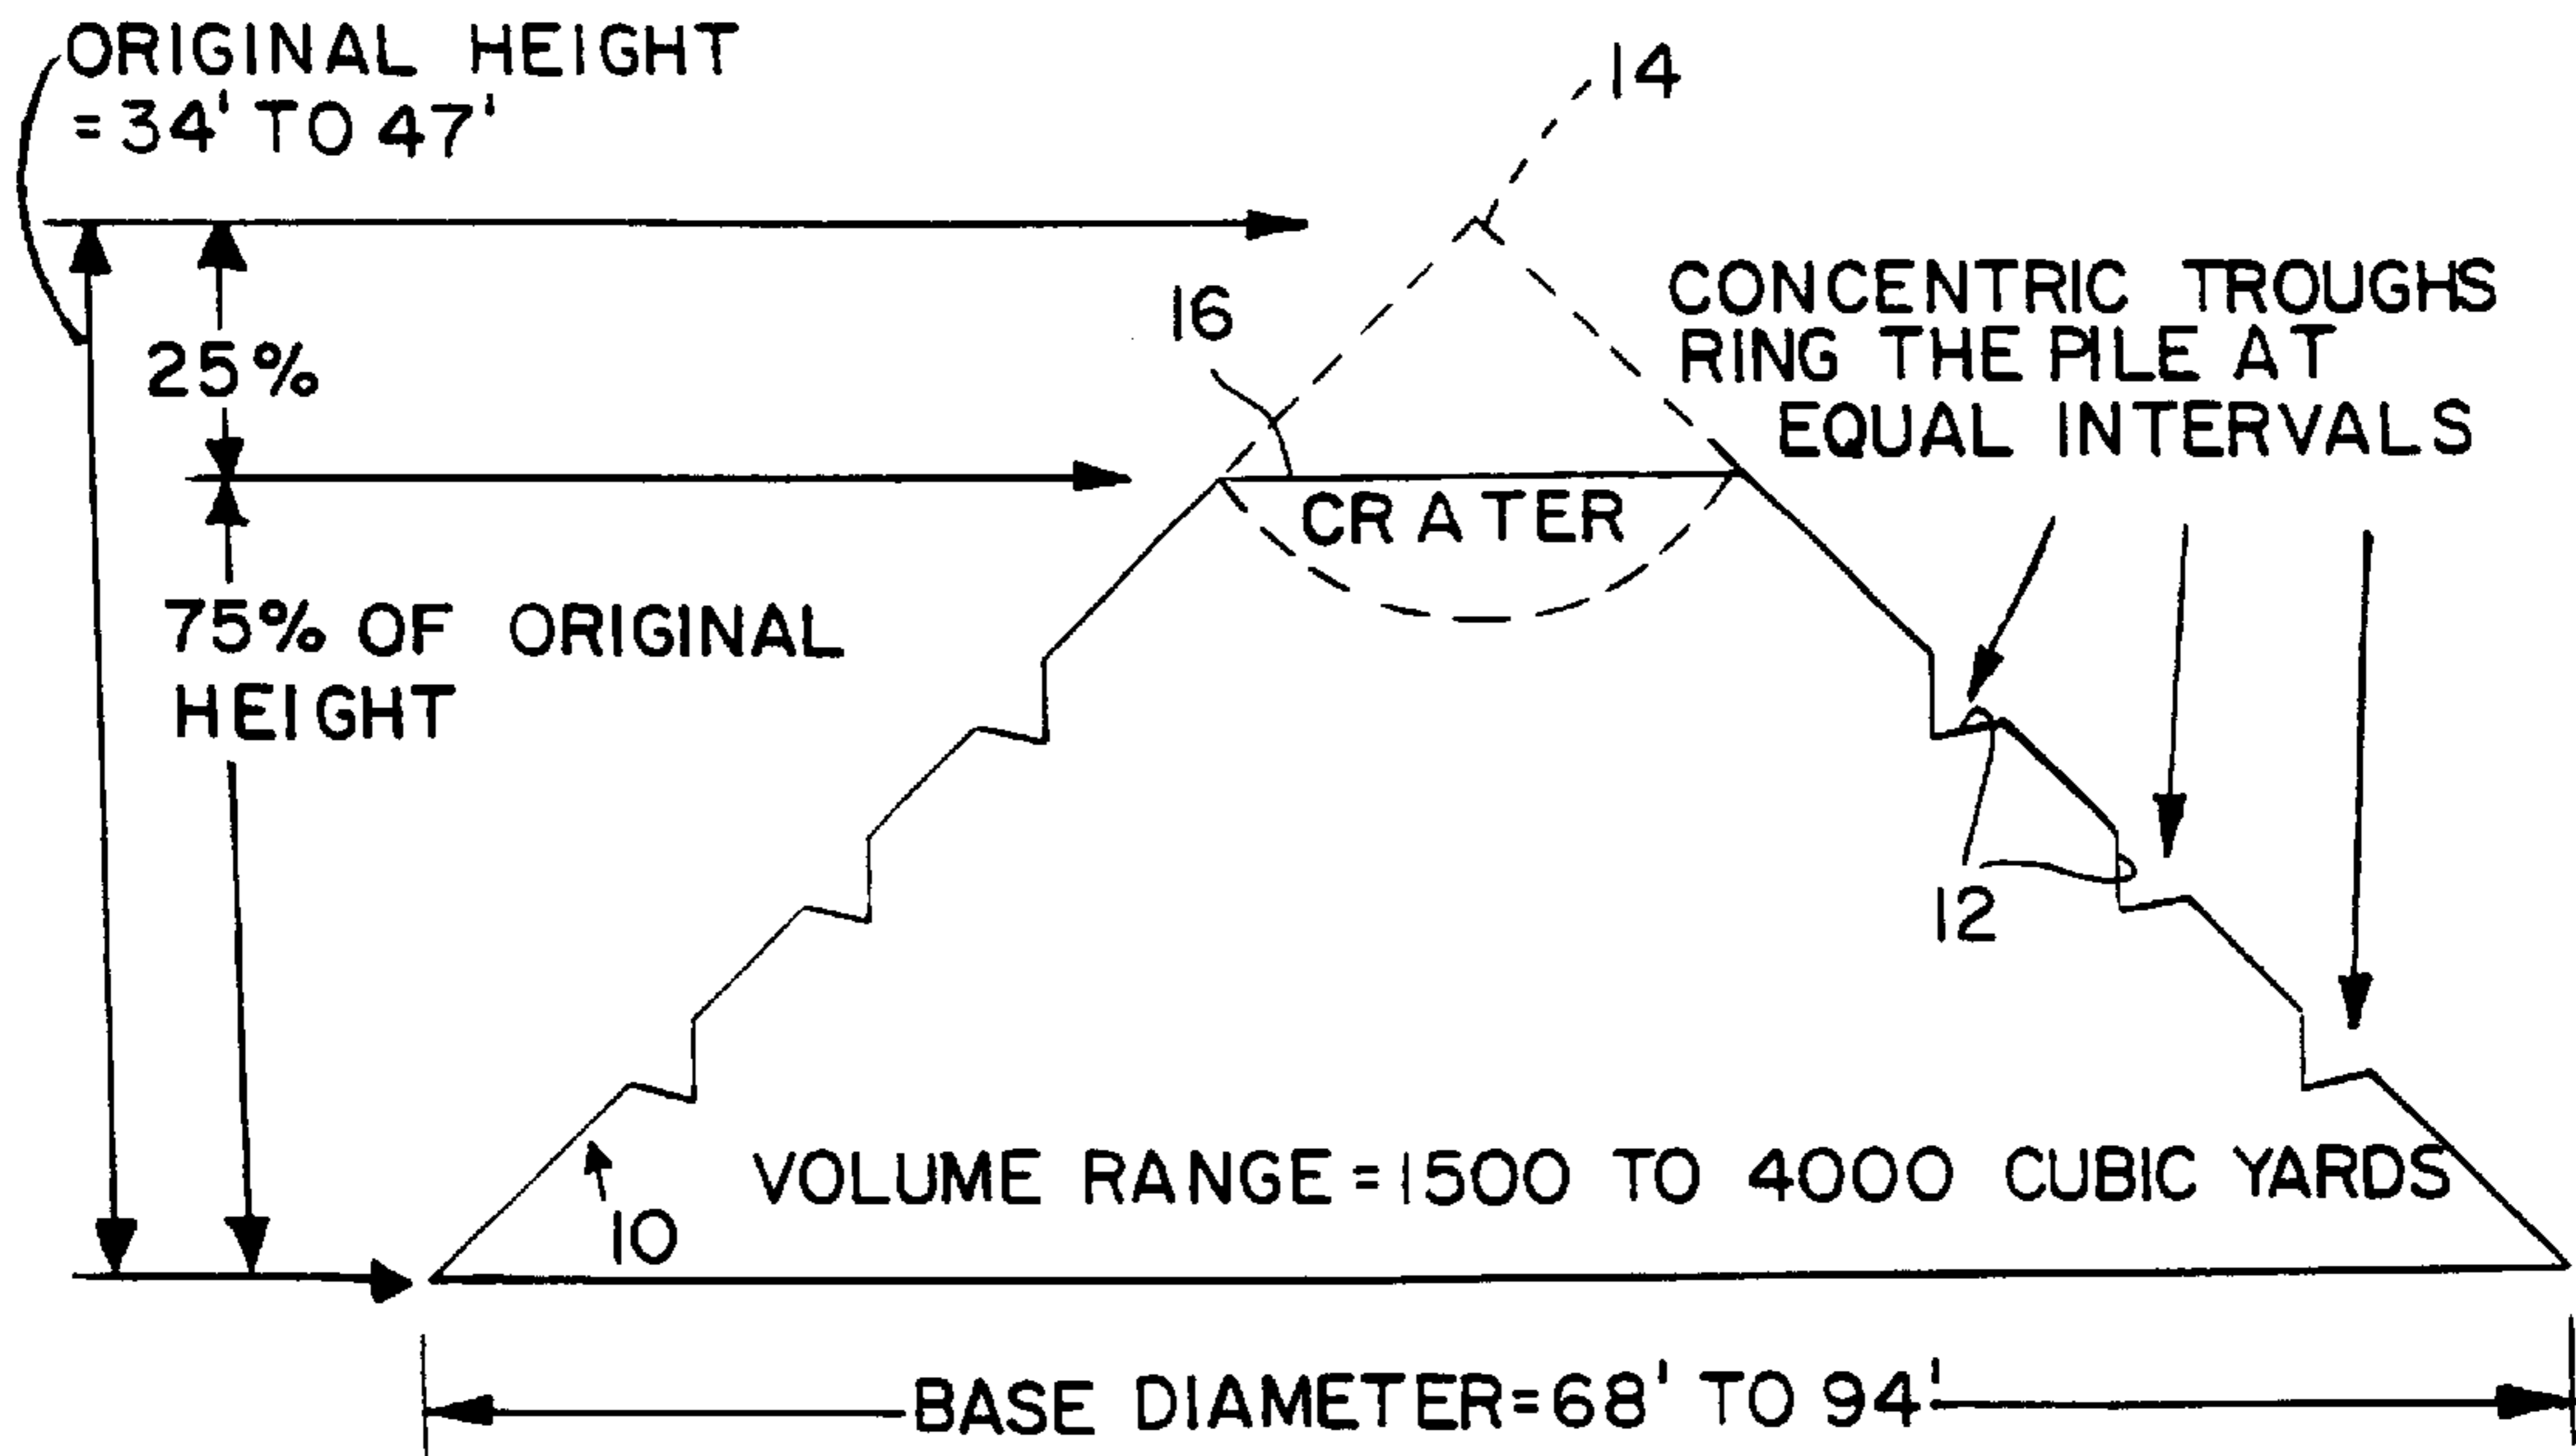 ORIGINAL HEIGHT
=34' TO 47'
14
CONCENTRIC TROUGHS
RING THE PILE AT
EQUAL INTERVALS
16
25%
CRATER
75% OF ORIGINAL
HEIGHT
12
VOLUME RANGE=1500 TO 4000 CUBIC YARDS
10
BASE DIAMETER=68' TO 94'